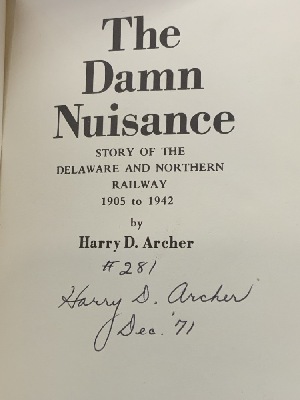 The
Damn
Nuisance
STORY OF THE
DELAWARE AND NORTHERN
RAILWAY
1905 to 1942
by
Harry D. Archer
#281
Harry D. Archer
Dec. '71